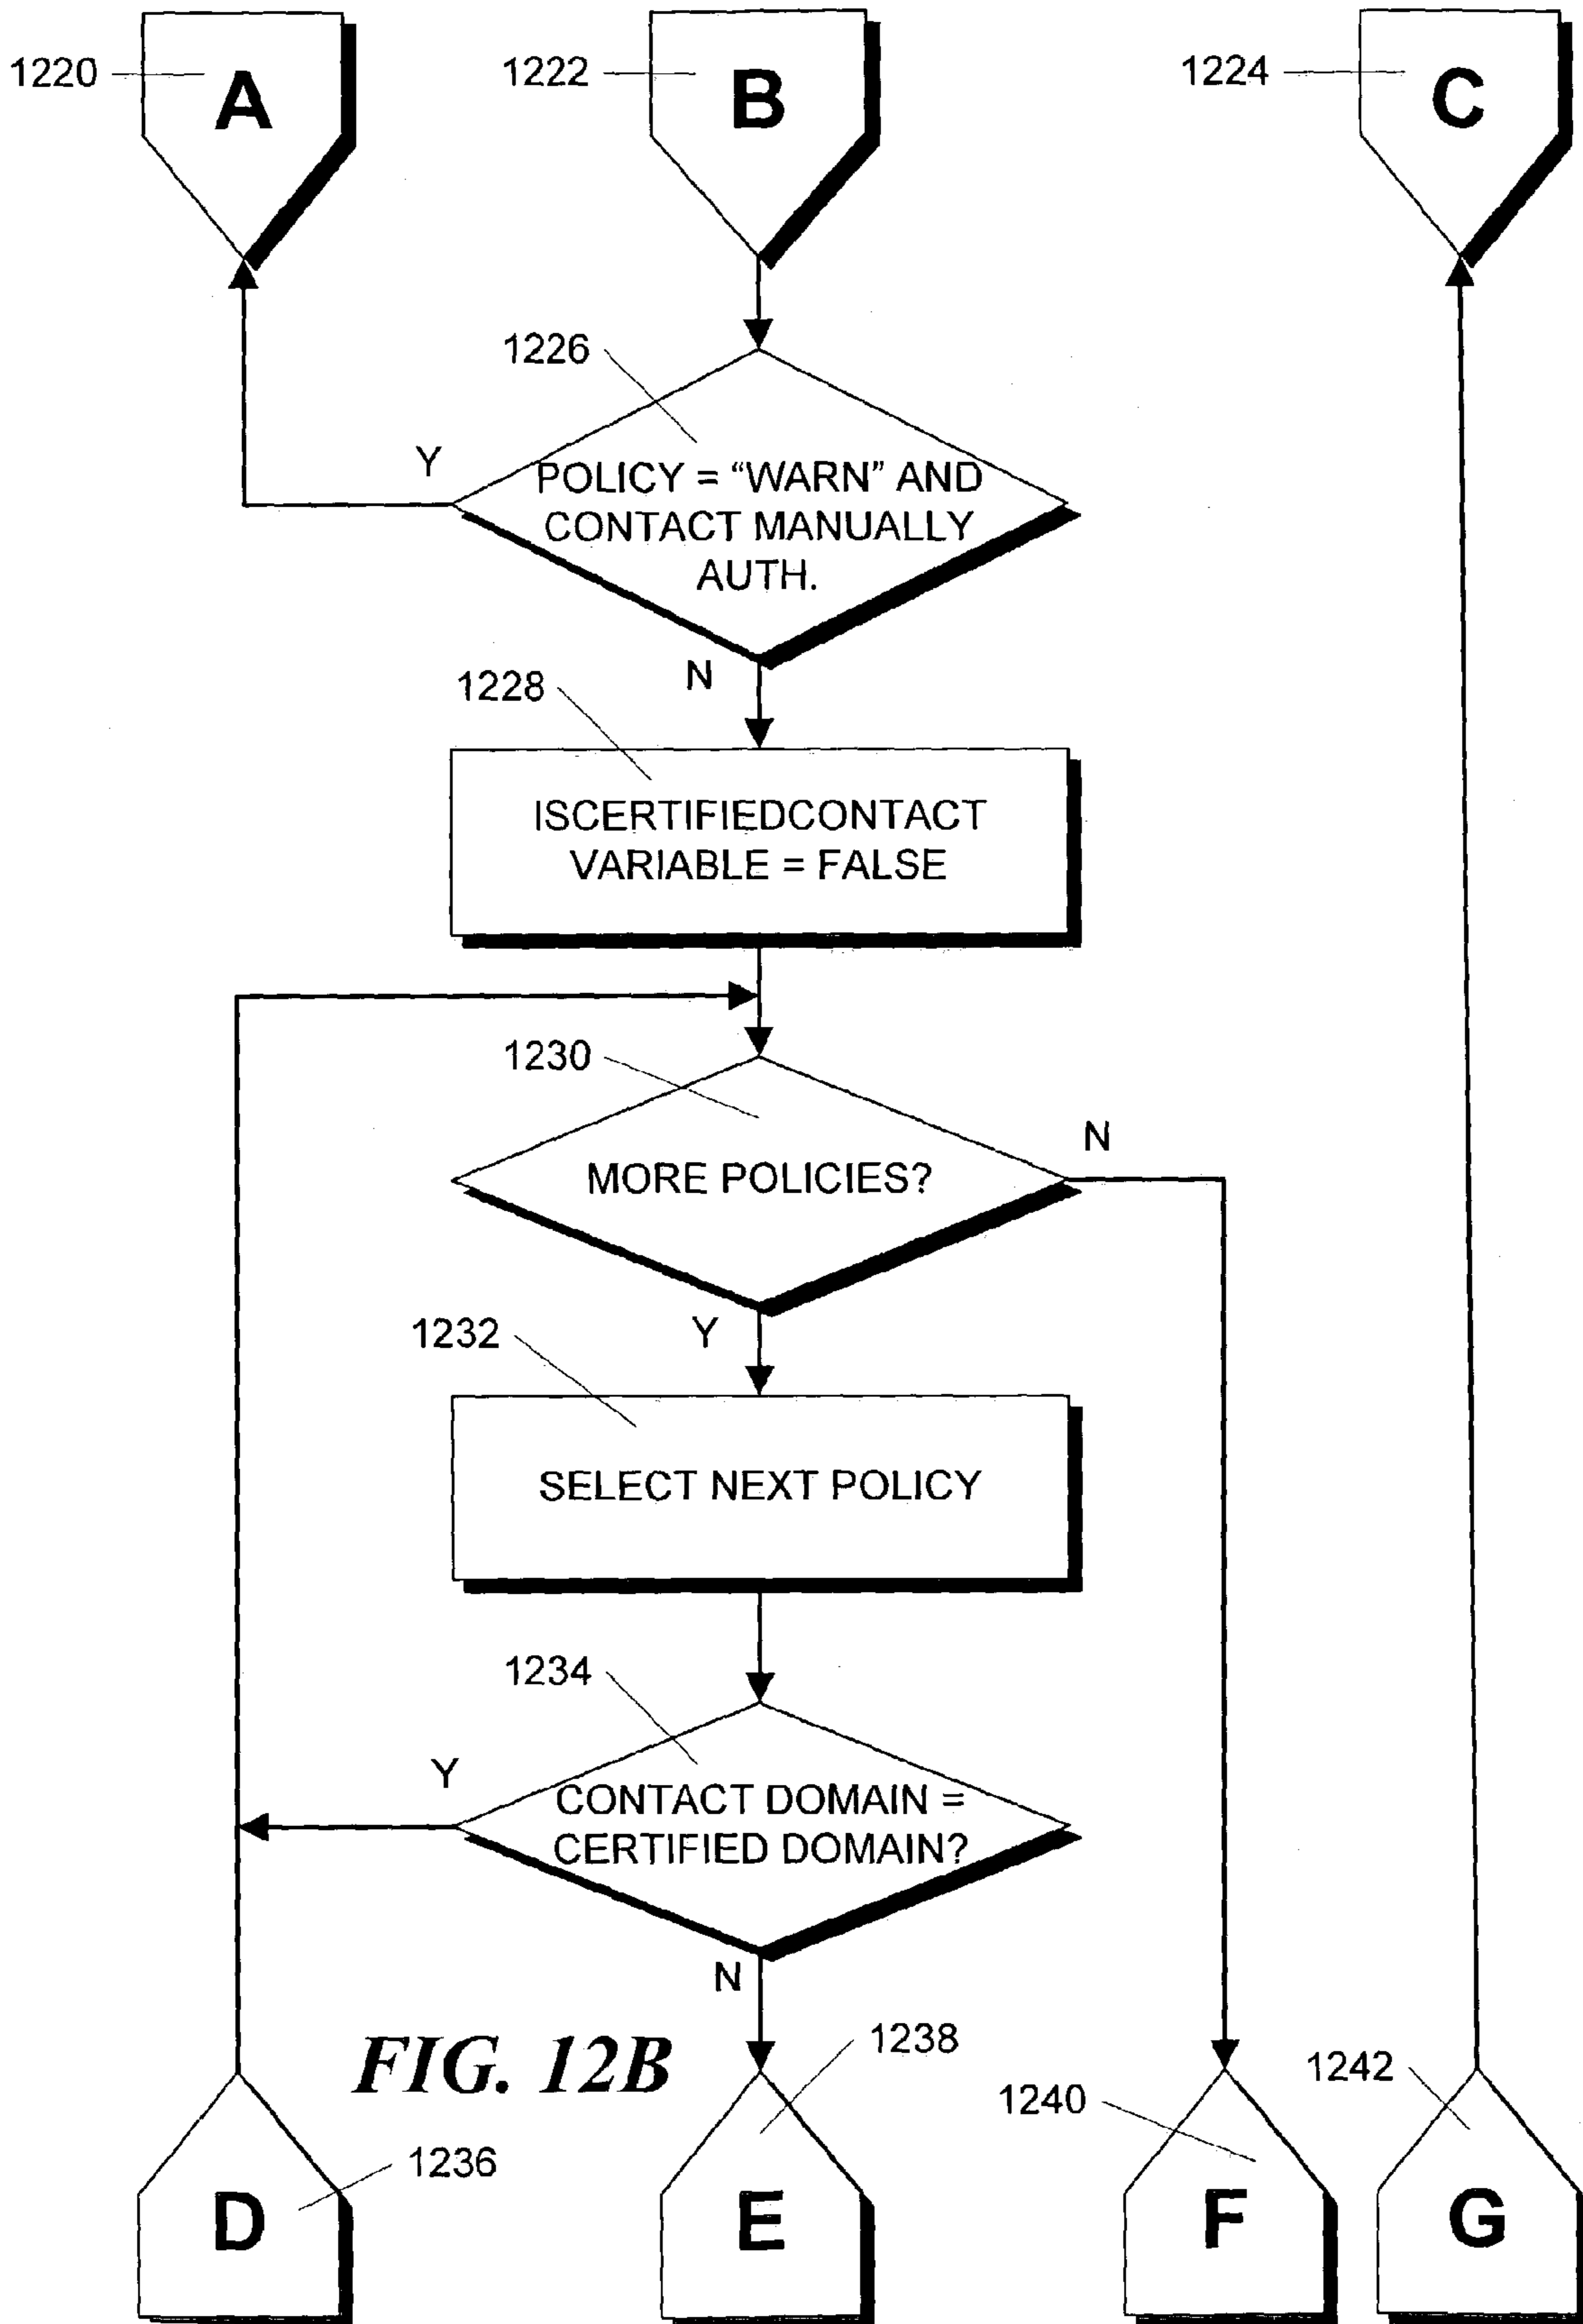 1220
A
1222
B
1224
C
1226
Y
POLICY = “WARN” AND
CONTACT MANUALLY
AUTH.
N
1228
ISCERTIFIEDCONTACT
VARIABLE = FALSE
1230
N
MORE POLICIES?
Y
1232
SELECT NEXT POLICY
1234
Y
CONTACT DOMAIN =
CERTIFIED DOMAIN?
N
FIG. 12B
1238
1240
1242
1236
D
E
F
G